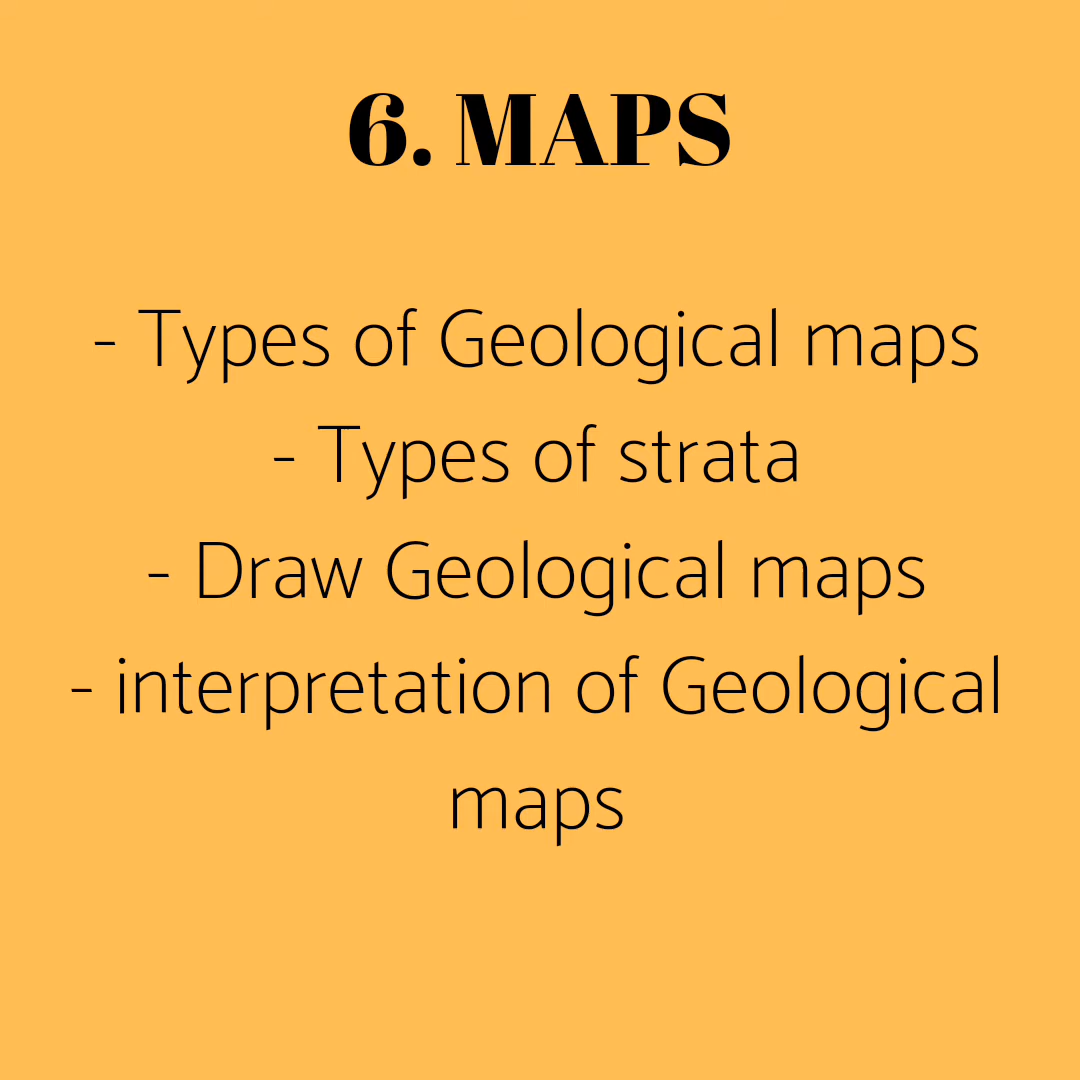 6. MAPS
- Types of Geological maps
- Types of strata
- Draw Geological maps
- interpretation of Geological
maps